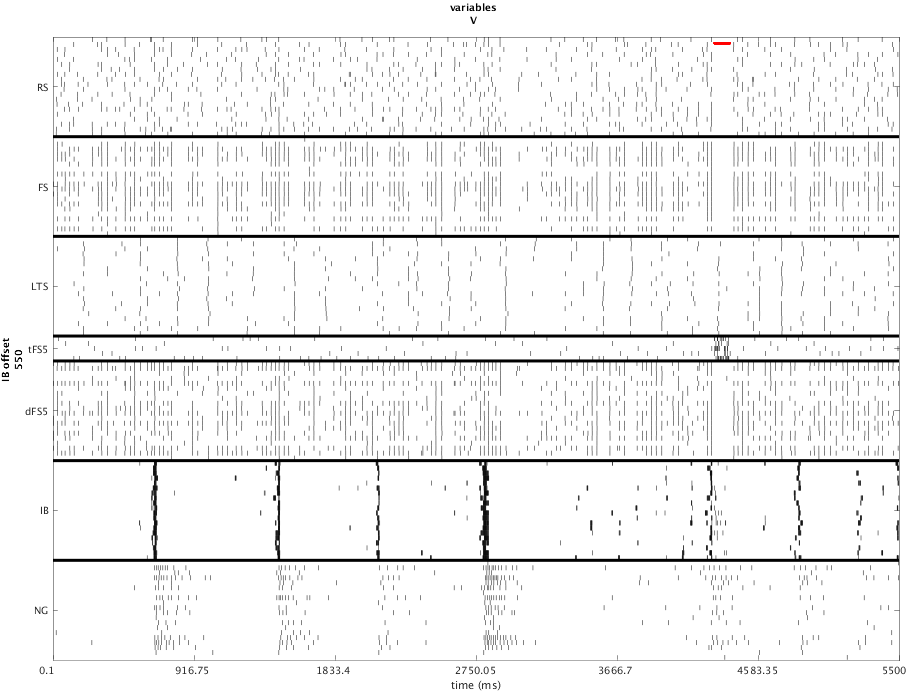 variables
V
RS
FS
LTS
tFS5
dFS5
IB
NG
IB offset
550
0.1 916.75 1833.4 2750.05 3666.7 4583.35 5500
time (ms)